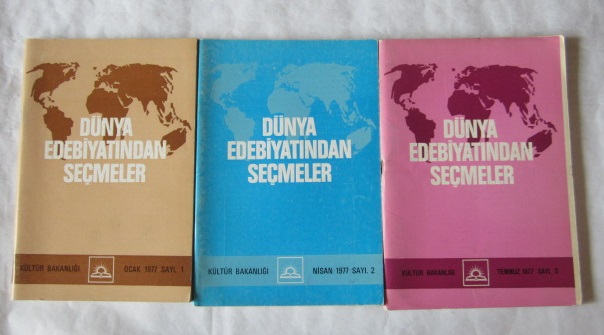 DÜNYA
EDEBİYATINDAN
SEÇMELER
KÜLTÜR BAKANLIĞI OCAK 1977 SAYI. 1
DÜNYA
EDEBİYATINDAN
SEÇMELER
KÜLTÜR BAKANLIĞI NİSAN 1977 SAYI. 2
DÜNYA
EDEBİYATINDAN
SEÇMELER
KÜLTÜR BAKANLIĞI TEMMUZ 1977 SAYI. 3